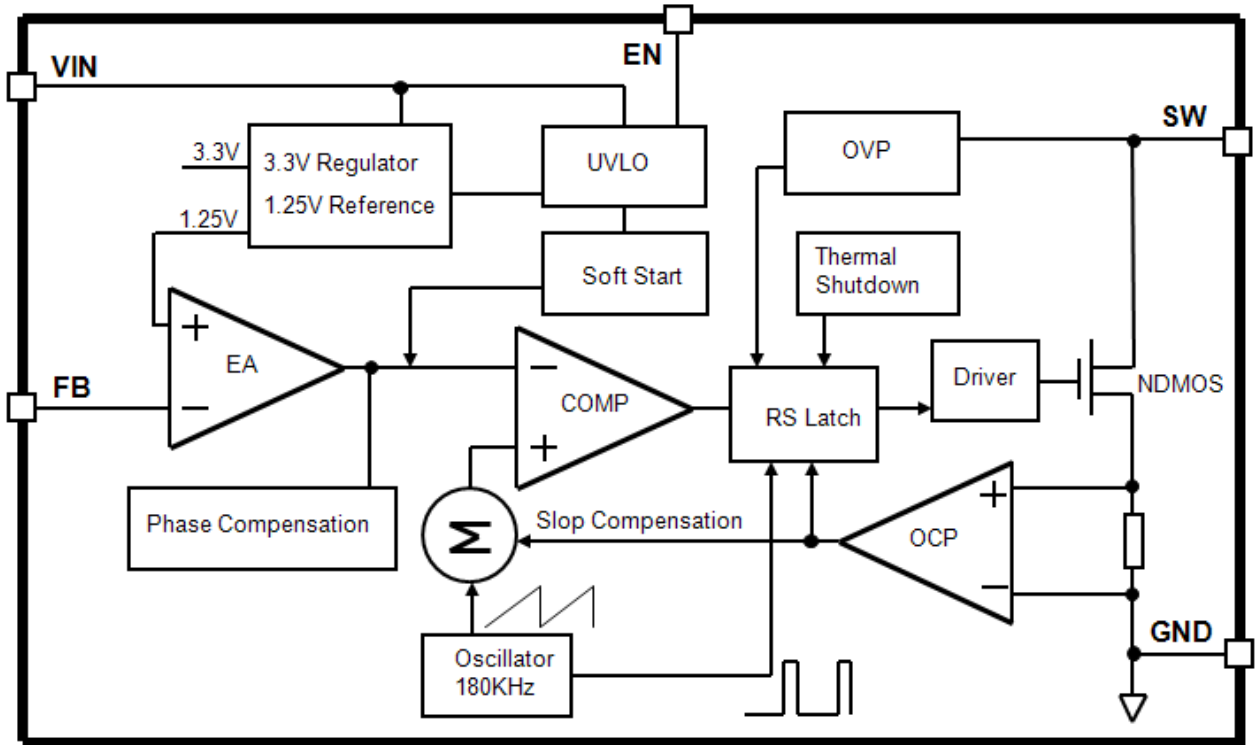 EN
VIN
SW
3.3V
3.3V Regulator
1.25V Reference
UVLO
OVP
1.25V
Soft Start
Thermal
Shutdown
+
EA
−
FB
−
COMP
+
RS Latch
Driver
NDMOS
Phase Compensation
Σ
Slop Compensation
+
OCP
−
GND
Oscillator
180KHz